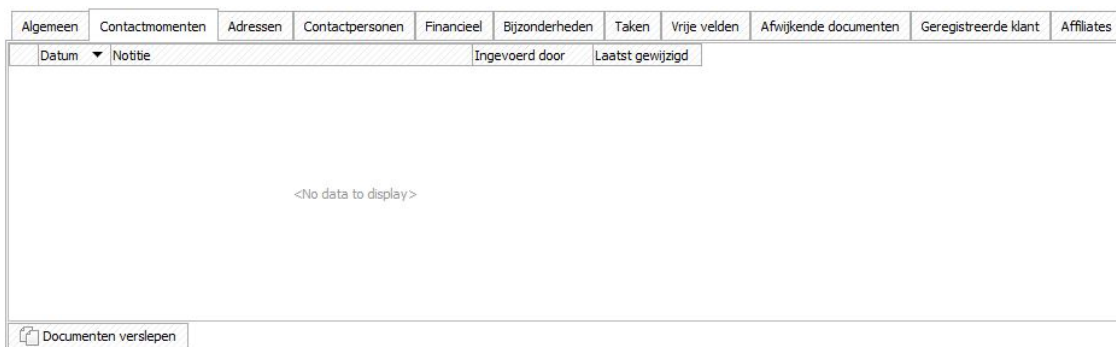 Algemeen Contactmomenten Adressen Contactpersonen Financieel Bijzonderheden Taken Vrije velden Afwijkende documenten Geregistreerde klant Affiliates
Datum Notitie Ingevoerd door Laatst gewijzigd
<No data to display>
Documenten verslepen